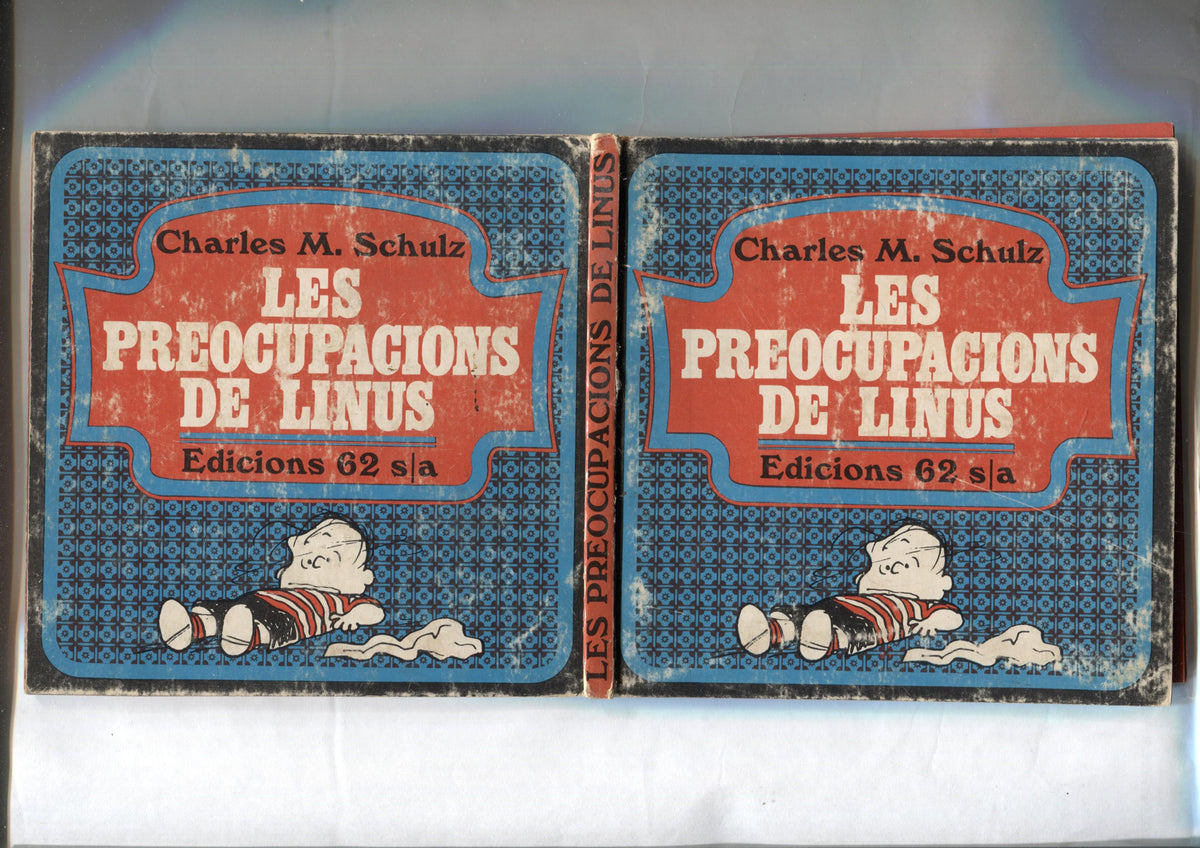 Charles M. Schulz
LES
PREOCUPACIONS
DE LINUS
Edicions 62 s|a
LES PREOCUPACIONS DE LINUS
Charles M. Schulz
LES
PREOCUPACIONS
DE LINUS
Edicions 62 s|a